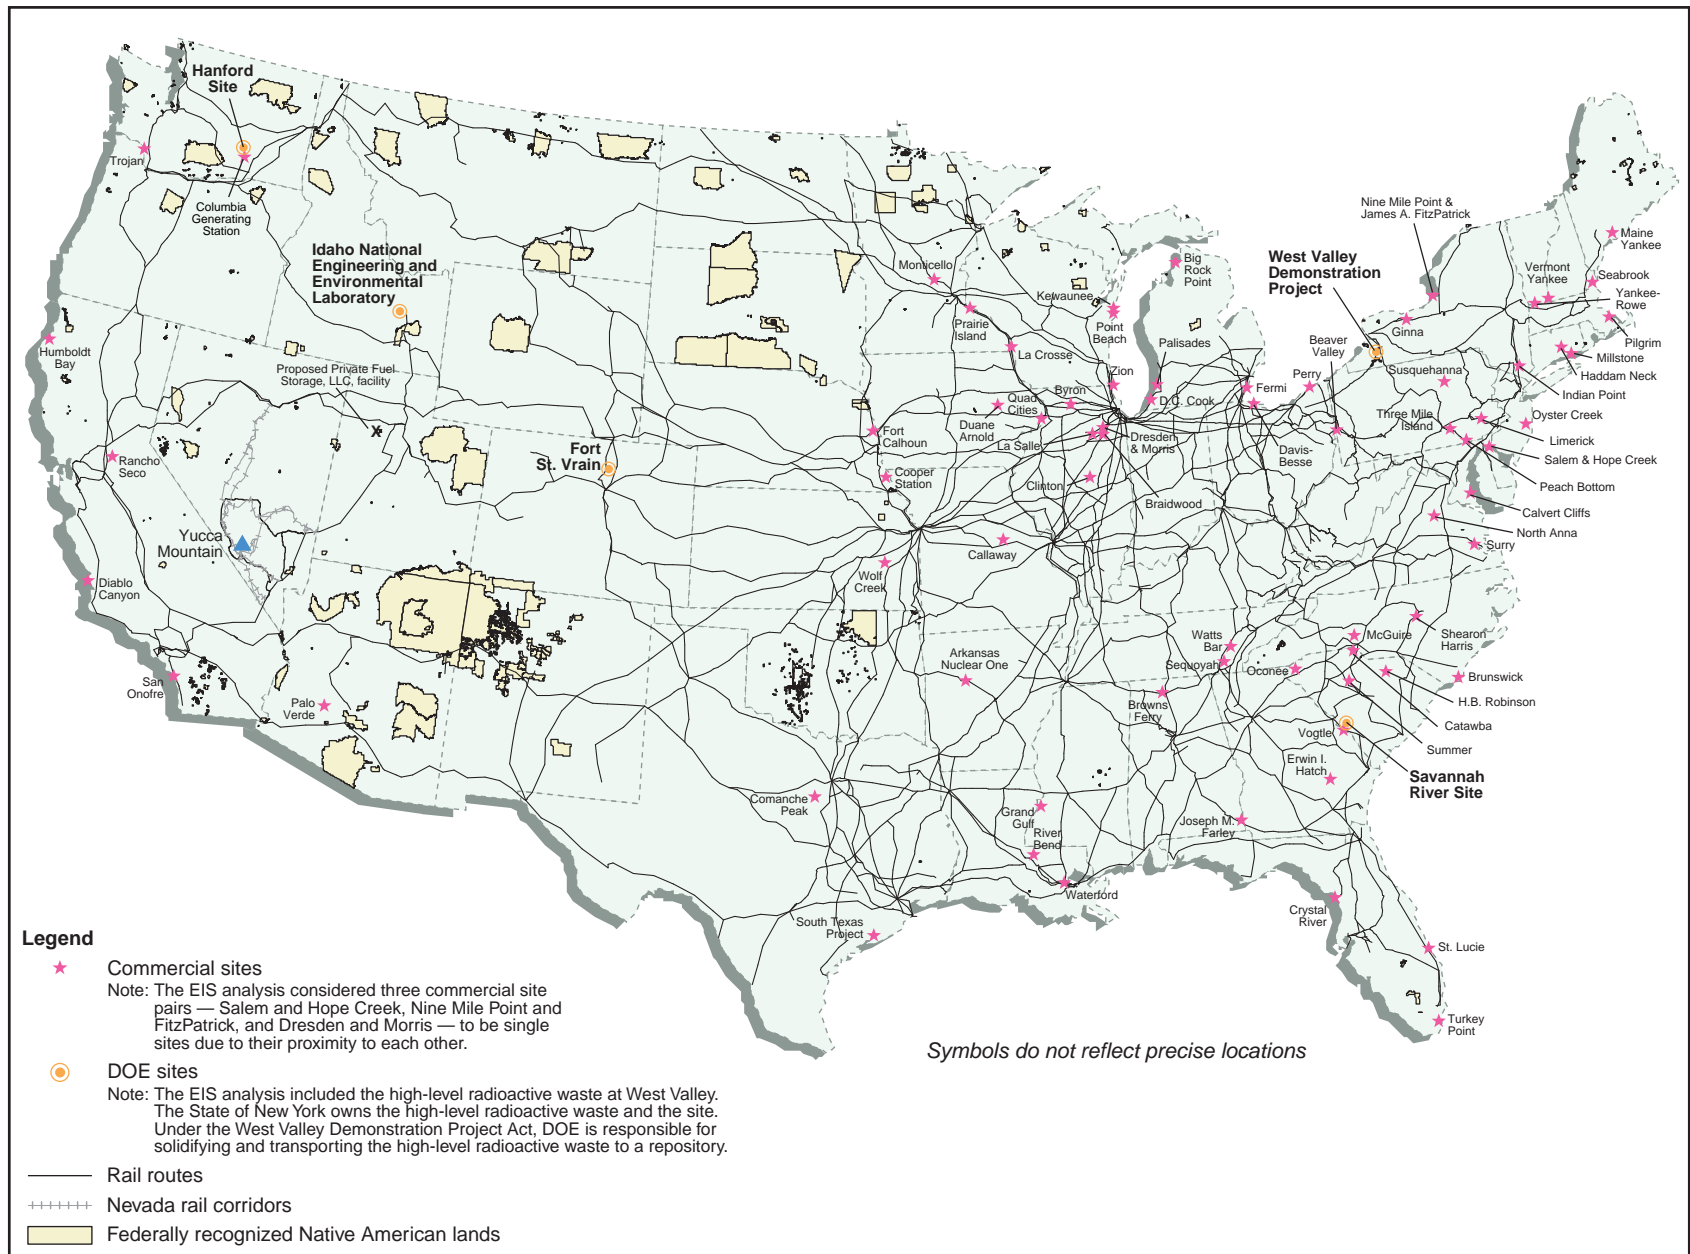 Hanford
Site
Trojan
Columbia
Generating
Station
Idaho National
Engineering and
Environmental
Laboratory
Humboldt
Bay
Proposed Private Fuel
Storage, LLC, facility
X
Rancho
Seco
Fort
St. Vrain
Yucca
Mountain
Diablo
Canyon
San
Onofre
Palo
Verde
Monticello
Prairie
Island
La Crosse
Kewaunee
Point
Beach
Big
Rock
Point
Palisades
Zion
D.C. Cook
Byron
Quad
Cities
Duane
Arnold
La Salle
Fort
Calhoun
Cooper
Station
Clinton
Dresden
& Morris
Braidwood
Callaway
Wolf
Creek
Fermi
Perry
Beaver
Valley
Davis-
Besse
West Valley
Demonstration
Project
Nine Mile Point &
James A. FitzPatrick
Ginna
Susquehanna
Three Mile
Island
Vermont
Yankee
Maine
Yankee
Seabrook
Yankee-
Rowe
Pilgrim
Millstone
Haddam Neck
Indian Point
Oyster Creek
Limerick
Salem & Hope Creek
Peach Bottom
Calvert Cliffs
North Anna
Surry
Watts
Bar
Sequoyah
Oconee
McGuire
Shearon
Harris
Brunswick
H.B. Robinson
Catawba
Summer
Vogtle
Savannah
River Site
Erwin I.
Hatch
Browns
Ferry
Arkansas
Nuclear One
Joseph M.
Farley
Comanche
Peak
Grand
Gulf
River
Bend
Waterford
South Texas
Project
Crystal
River
St. Lucie
Turkey
Point
Symbols do not reflect precise locations
Legend
Commercial sites
Note: The EIS analysis considered three commercial site
pairs — Salem and Hope Creek, Nine Mile Point and
FitzPatrick, and Dresden and Morris — to be single
sites due to their proximity to each other.
DOE sites
Note: The EIS analysis included the high-level radioactive waste at West Valley.
The State of New York owns the high-level radioactive waste and the site.
Under the West Valley Demonstration Project Act, DOE is responsible for
solidifying and transporting the high-level radioactive waste to a repository.
Rail routes
Nevada rail corridors
Federally recognized Native American lands